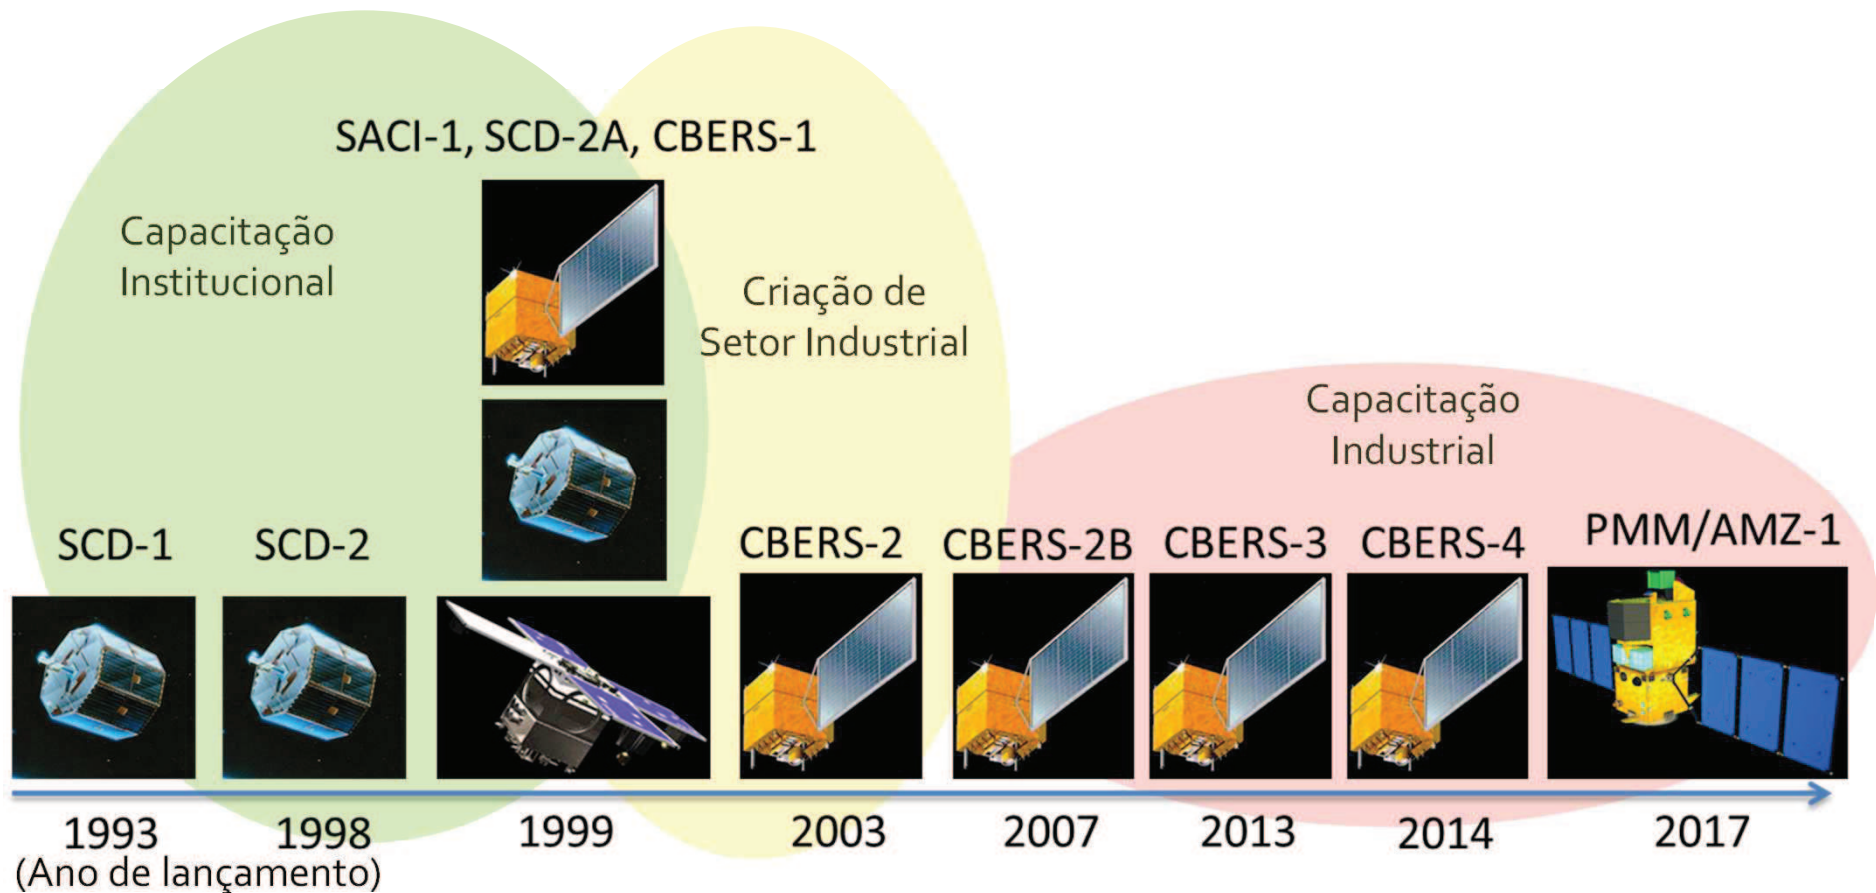 SACI-1, SCD-2A, CBERS-1
Capacitação
Institucional
Criação de
Setor Industrial
Capacitação
Industrial
SCD-1
SCD-2
CBERS-2
CBERS-2B
CBERS-3
CBERS-4
PMM/AMZ-1
1993
1998
1999
2003
2007
2013
2014
2017
(Ano de lançamento)